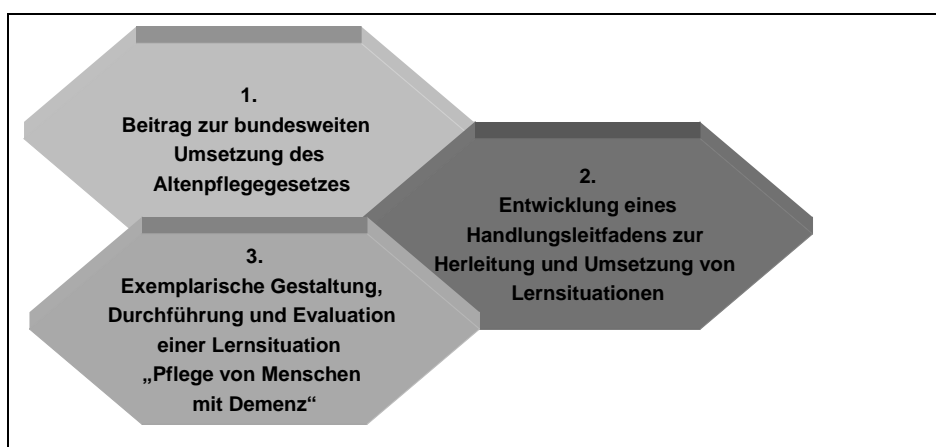 1.
Beitrag zur bundesweiten
Umsetzung des
Altenpflegegesetzes
2.
Entwicklung eines
Handlungsleitfadens zur
Herleitung und Umsetzung von
Lernsituationen
3.
Exemplarische Gestaltung,
Durchführung und Evaluation
einer Lernsituation
„Pflege von Menschen
mit Demenz“